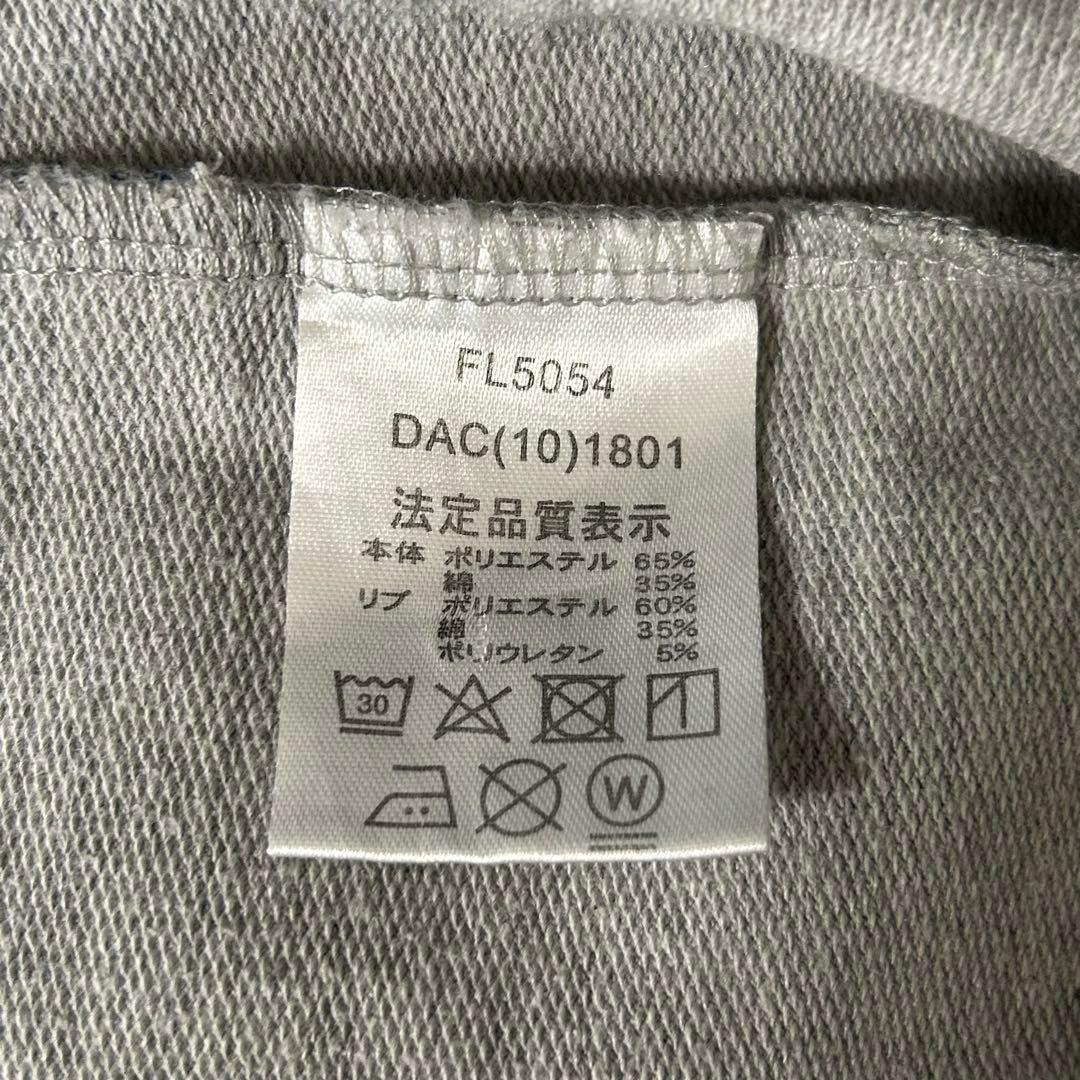 FL5054
DAC(10)1801
法定品質表示
本体 ポリエステル 65%
綿 35%
リブ ポリエステル 60%
綿 35%
ポリウレタン 5%
30
W